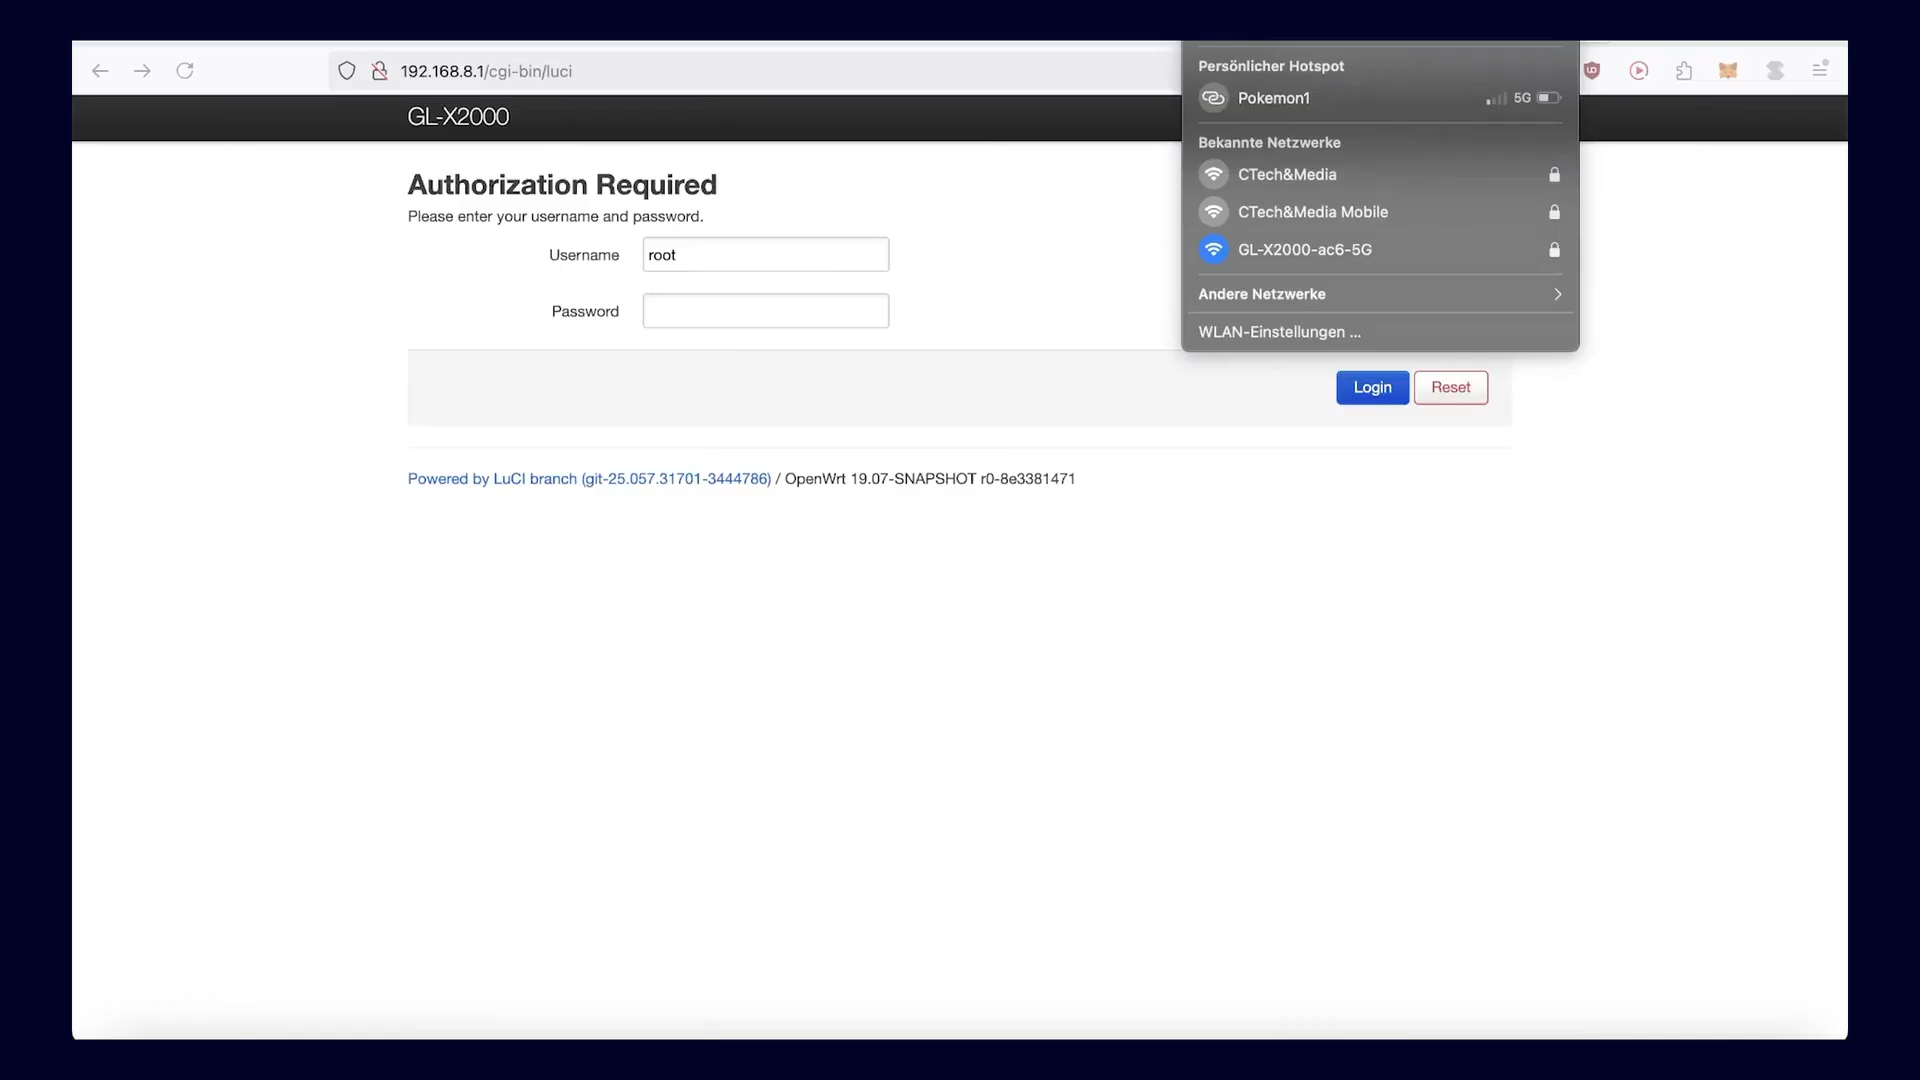 192.168.8.1/cgi-bin/luci
GL-X2000
Authorization Required
Please enter your username and password.
Username
root
Password
Login
Reset
Powered by LuCI branch (git-25.057.31701-3444786) / OpenWrt 19.07-SNAPSHOT r0-8e3381471
Persönlicher Hotspot
Pokemon1
5G
Bekannte Netzwerke
CTech&Media
CTech&Media Mobile
GL-X2000-ac6-5G
Andere Netzwerke
WLAN-Einstellungen ...